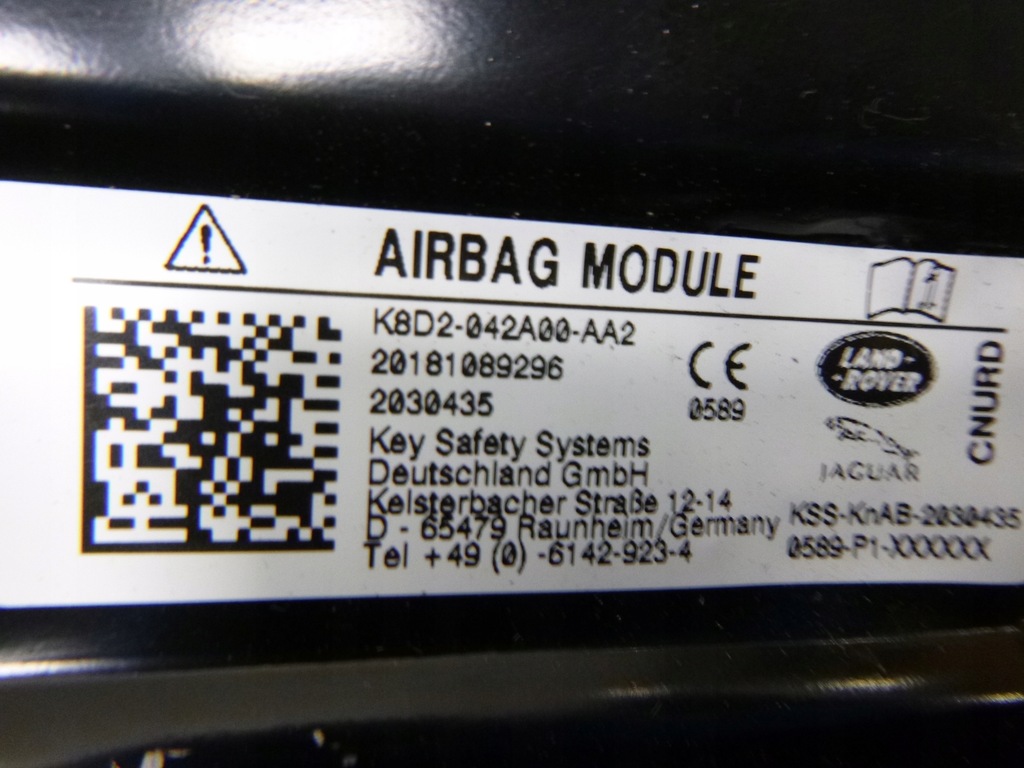 AIRBAG MODULE
K8D2-042A00-AA2
20181089296
2030435
Key Safety Systems
Deutschland GmbH
Kelsterbacher Straße 12-14
D - 65479 Raunheim/Germany
Tel +49 (0) -6142-923-4
CE
0589
LAND-
-ROVER
JAGUAR
CNURD
KSS-KnAB-2030435
0589-P1-XXXXXX